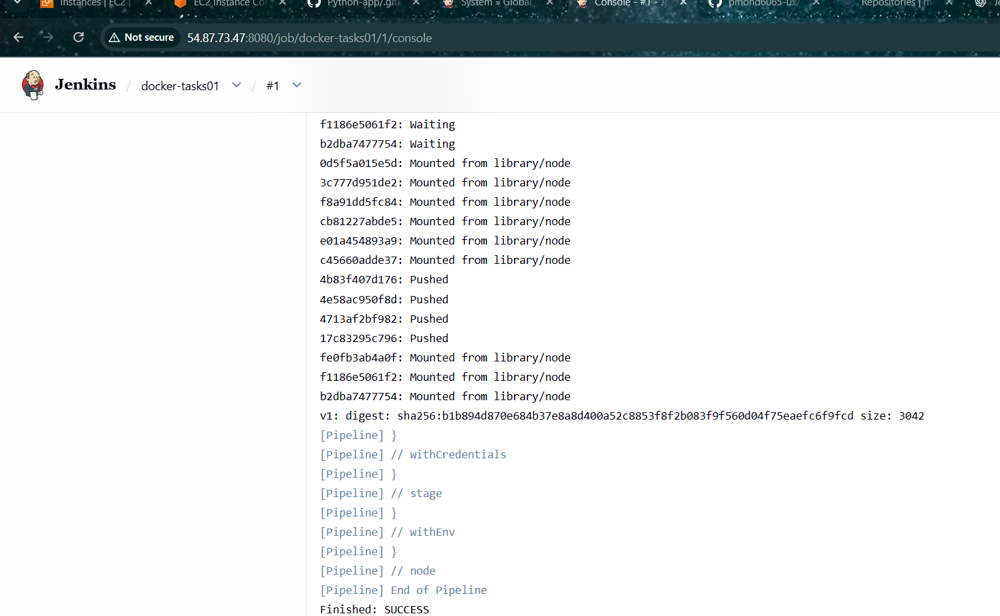 Instances | EC2 |
EC2 Instance Co
Python-app/.git
System » Global
Console - #1 - Je
pmond6065-ux/
Repositories | m
Not secure
54.87.73.47:8080/job/docker-tasks01/1/console
Jenkins / docker-tasks01 / #1
f1186e5061f2: Waiting
b2dba7477754: Waiting
0d5f5a015e5d: Mounted from library/node
3c777d951de2: Mounted from library/node
f8a91dd5fc84: Mounted from library/node
cb81227abde5: Mounted from library/node
e01a454893a9: Mounted from library/node
c45660adde37: Mounted from library/node
4b83f407d176: Pushed
4e58ac950f8d: Pushed
4713af2bf982: Pushed
17c83295c796: Pushed
fe0fb3ab4a0f: Mounted from library/node
f1186e5061f2: Mounted from library/node
b2dba7477754: Mounted from library/node
v1: digest: sha256:b1b894d870e684b37e8a8d400a52c8853f8f2b083f9f560d04f75eaefc6f9fcd size: 3042
[Pipeline] }
[Pipeline] // withCredentials
[Pipeline] }
[Pipeline] // stage
[Pipeline] }
[Pipeline] // withEnv
[Pipeline] }
[Pipeline] // node
[Pipeline] End of Pipeline
Finished: SUCCESS